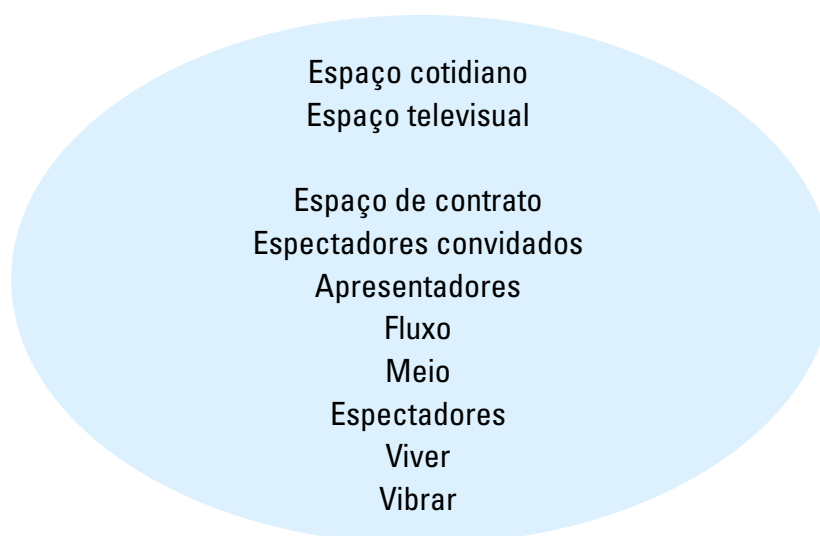 Espaço cotidiano
Espaço televisual
Espaço de contrato
Espectadores convidados
Apresentadores
Fluxo
Meio
Espectadores
Viver
Vibrar